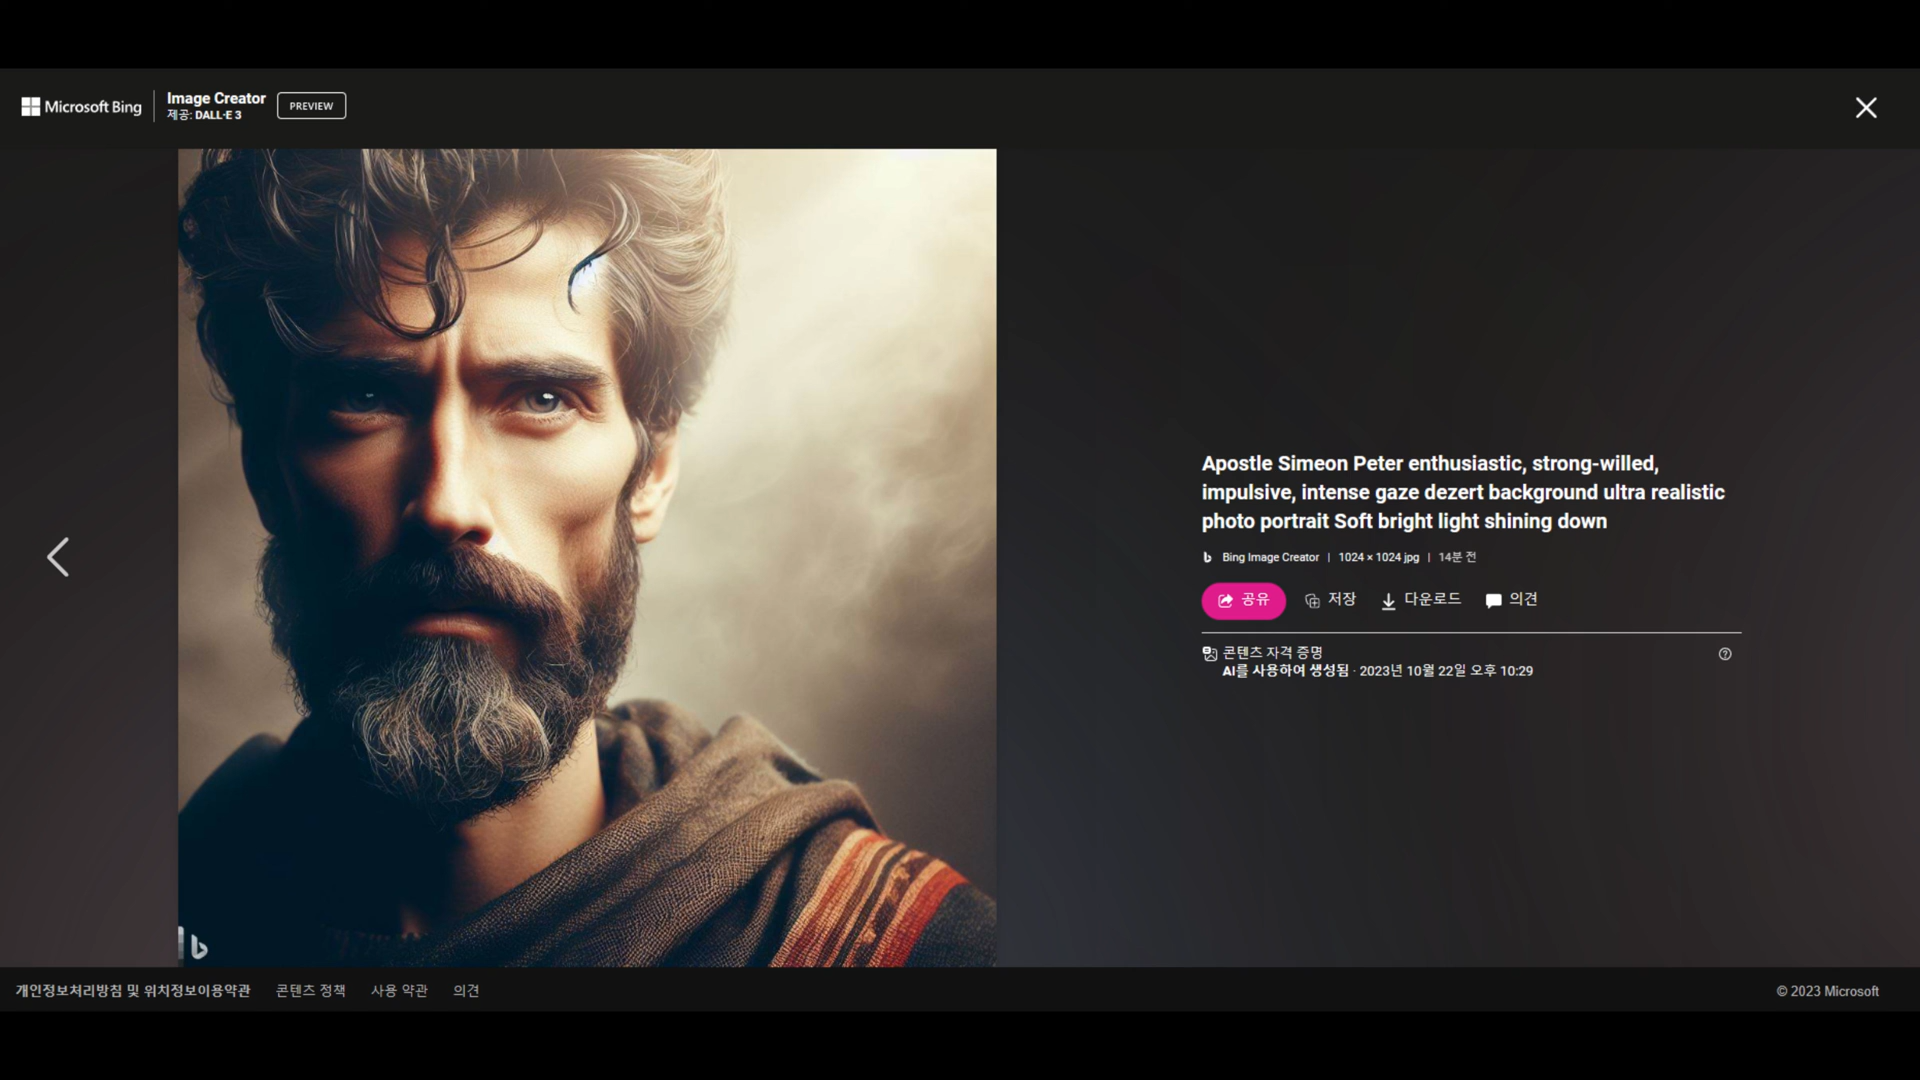 Microsoft Bing
Image Creator
제공: DALL·E 3
PREVIEW
Apostle Simeon Peter enthusiastic, strong-willed,
impulsive, intense gaze dezert background ultra realistic
photo portrait Soft bright light shining down
Bing Image Creator | 1024 × 1024 jpg | 14분 전
공유 저장 다운로드 의견
콘텐츠 자격 증명
AI를 사용하여 생성됨 · 2023년 10월 22일 오후 10:29
개인정보처리방침 및 위치정보이용약관 콘텐츠 정책 사용 약관 의견
© 2023 Microsoft